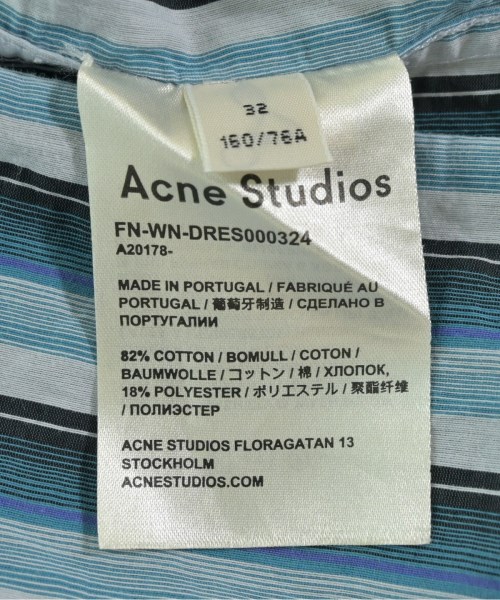 32
160/76A
Acne Studios
FN-WN-DRES000324
A20178-
MADE IN PORTUGAL / FABRIQUÉ AU
PORTUGAL / 葡萄牙制造 / СДЕЛАНО В
ПОРТУГАЛИИ
82% COTTON / BOMULL / COTON /
BAUMWOLLE / コットン / 棉 / ХЛОПОК,
18% POLYESTER / ポリエステル / 聚酯纤维
/ ПОЛИЭСТЕР
ACNE STUDIOS FLORAGATAN 13
STOCKHOLM
ACNESTUDIOS.COM